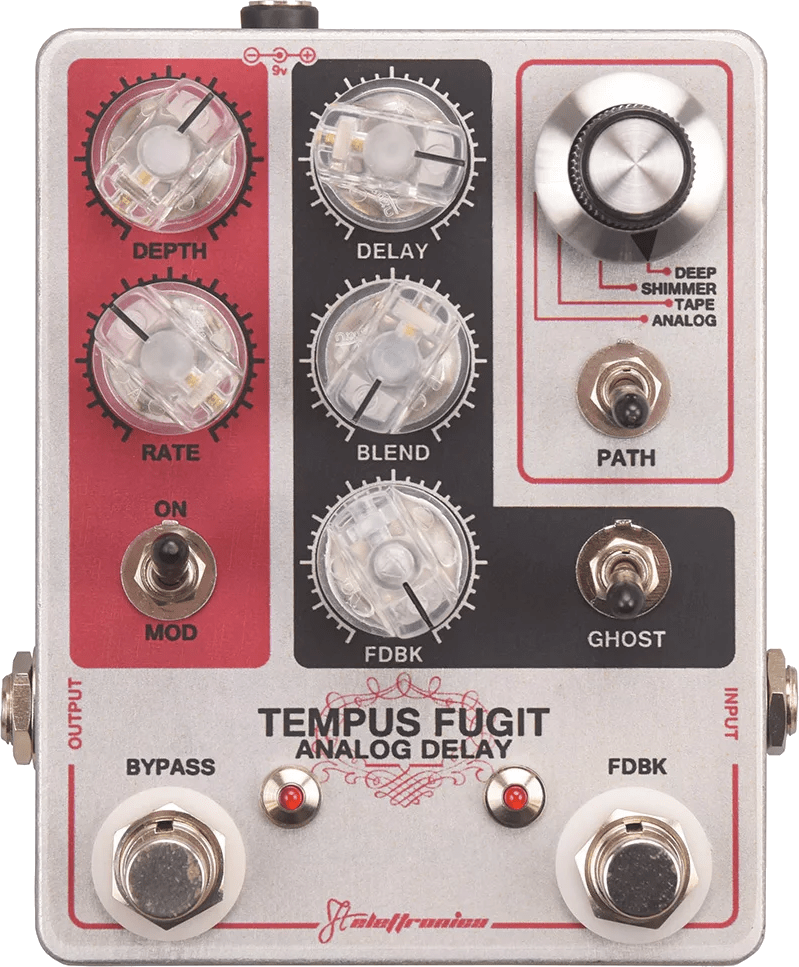 9v
DEPTH
DELAY
DEEP
SHIMMER
TAPE
ANALOG
RATE
BLEND
PATH
ON
MOD
FDBK
GHOST
OUTPUT
INPUT
TEMPUS FUGIT
ANALOG DELAY
BYPASS
FDBK
elettronica